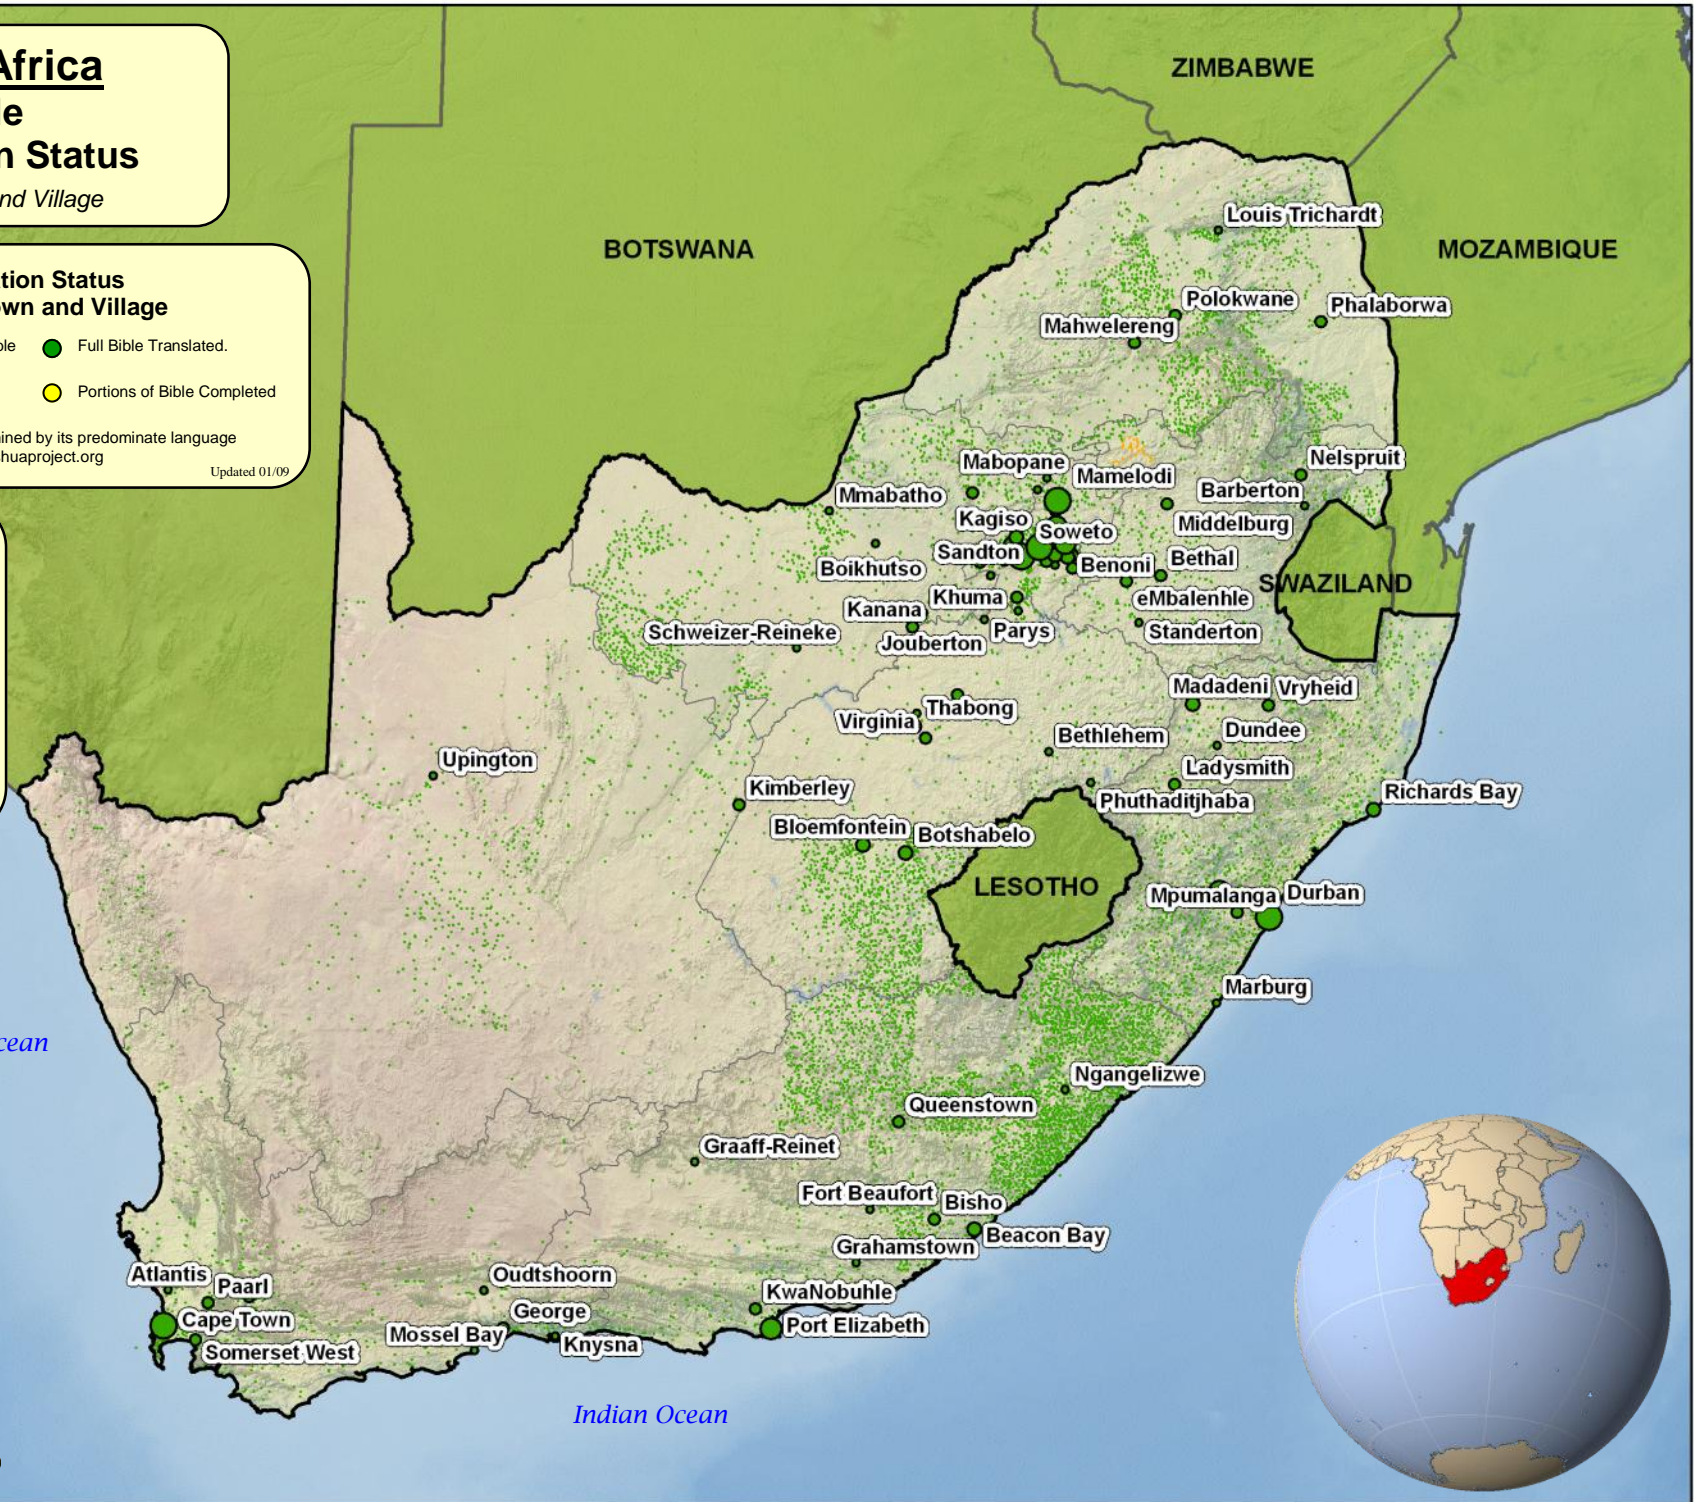 Africa
Status
nd Village
Status
and Village
Full Bible Translated.
Portions of Bible Completed
by its predominate language
huaproject.org
Updated 01/09
ZIMBABWE
BOTSWANA
MOZAMBIQUE
Louis Trichardt
Polokwane
Phalaborwa
Mahwelereng
Nelspruit
Mabopane
Mamelodi
Barberton
Mmabatho
Middelburg
Kagiso
Soweto
Sandton
Benoni
Bethal
Boikhutso
SWAZILAND
Khuma
eMbalenhle
Kanana
Schweizer-Reineke
Parys
Standerton
Jouberton
Madadeni
Vryheid
Thabong
Virginia
Bethlehem
Dundee
Upington
Ladysmith
Kimberley
Phuthaditjhaba
Richards Bay
Bloemfontein
Botshabelo
LESOTHO
Mpumalanga
Durban
Marburg
cean
Ngangelizwe
Queenstown
Graaff-Reinet
Fort Beaufort
Bisho
Beacon Bay
Grahamstown
Atlantis
Paarl
Oudtshoorn
KwaNobuhle
George
Cape Town
Port Elizabeth
Mossel Bay
Knysna
Somerset West
Indian Ocean